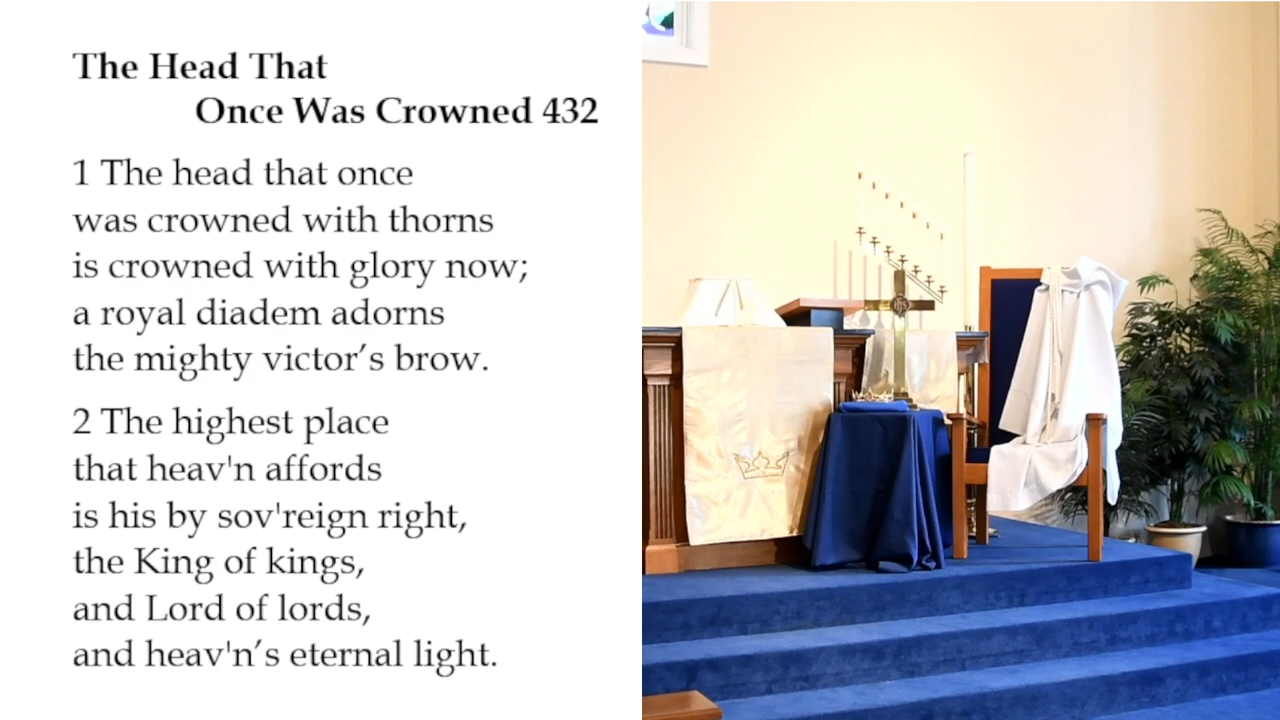 The Head That
Once Was Crowned 432
1 The head that once
was crowned with thorns
is crowned with glory now;
a royal diadem adorns
the mighty victor’s brow.
2 The highest place
that heav'n affords
is his by sov'reign right,
the King of kings,
and Lord of lords,
and heav'n’s eternal light.
IHS